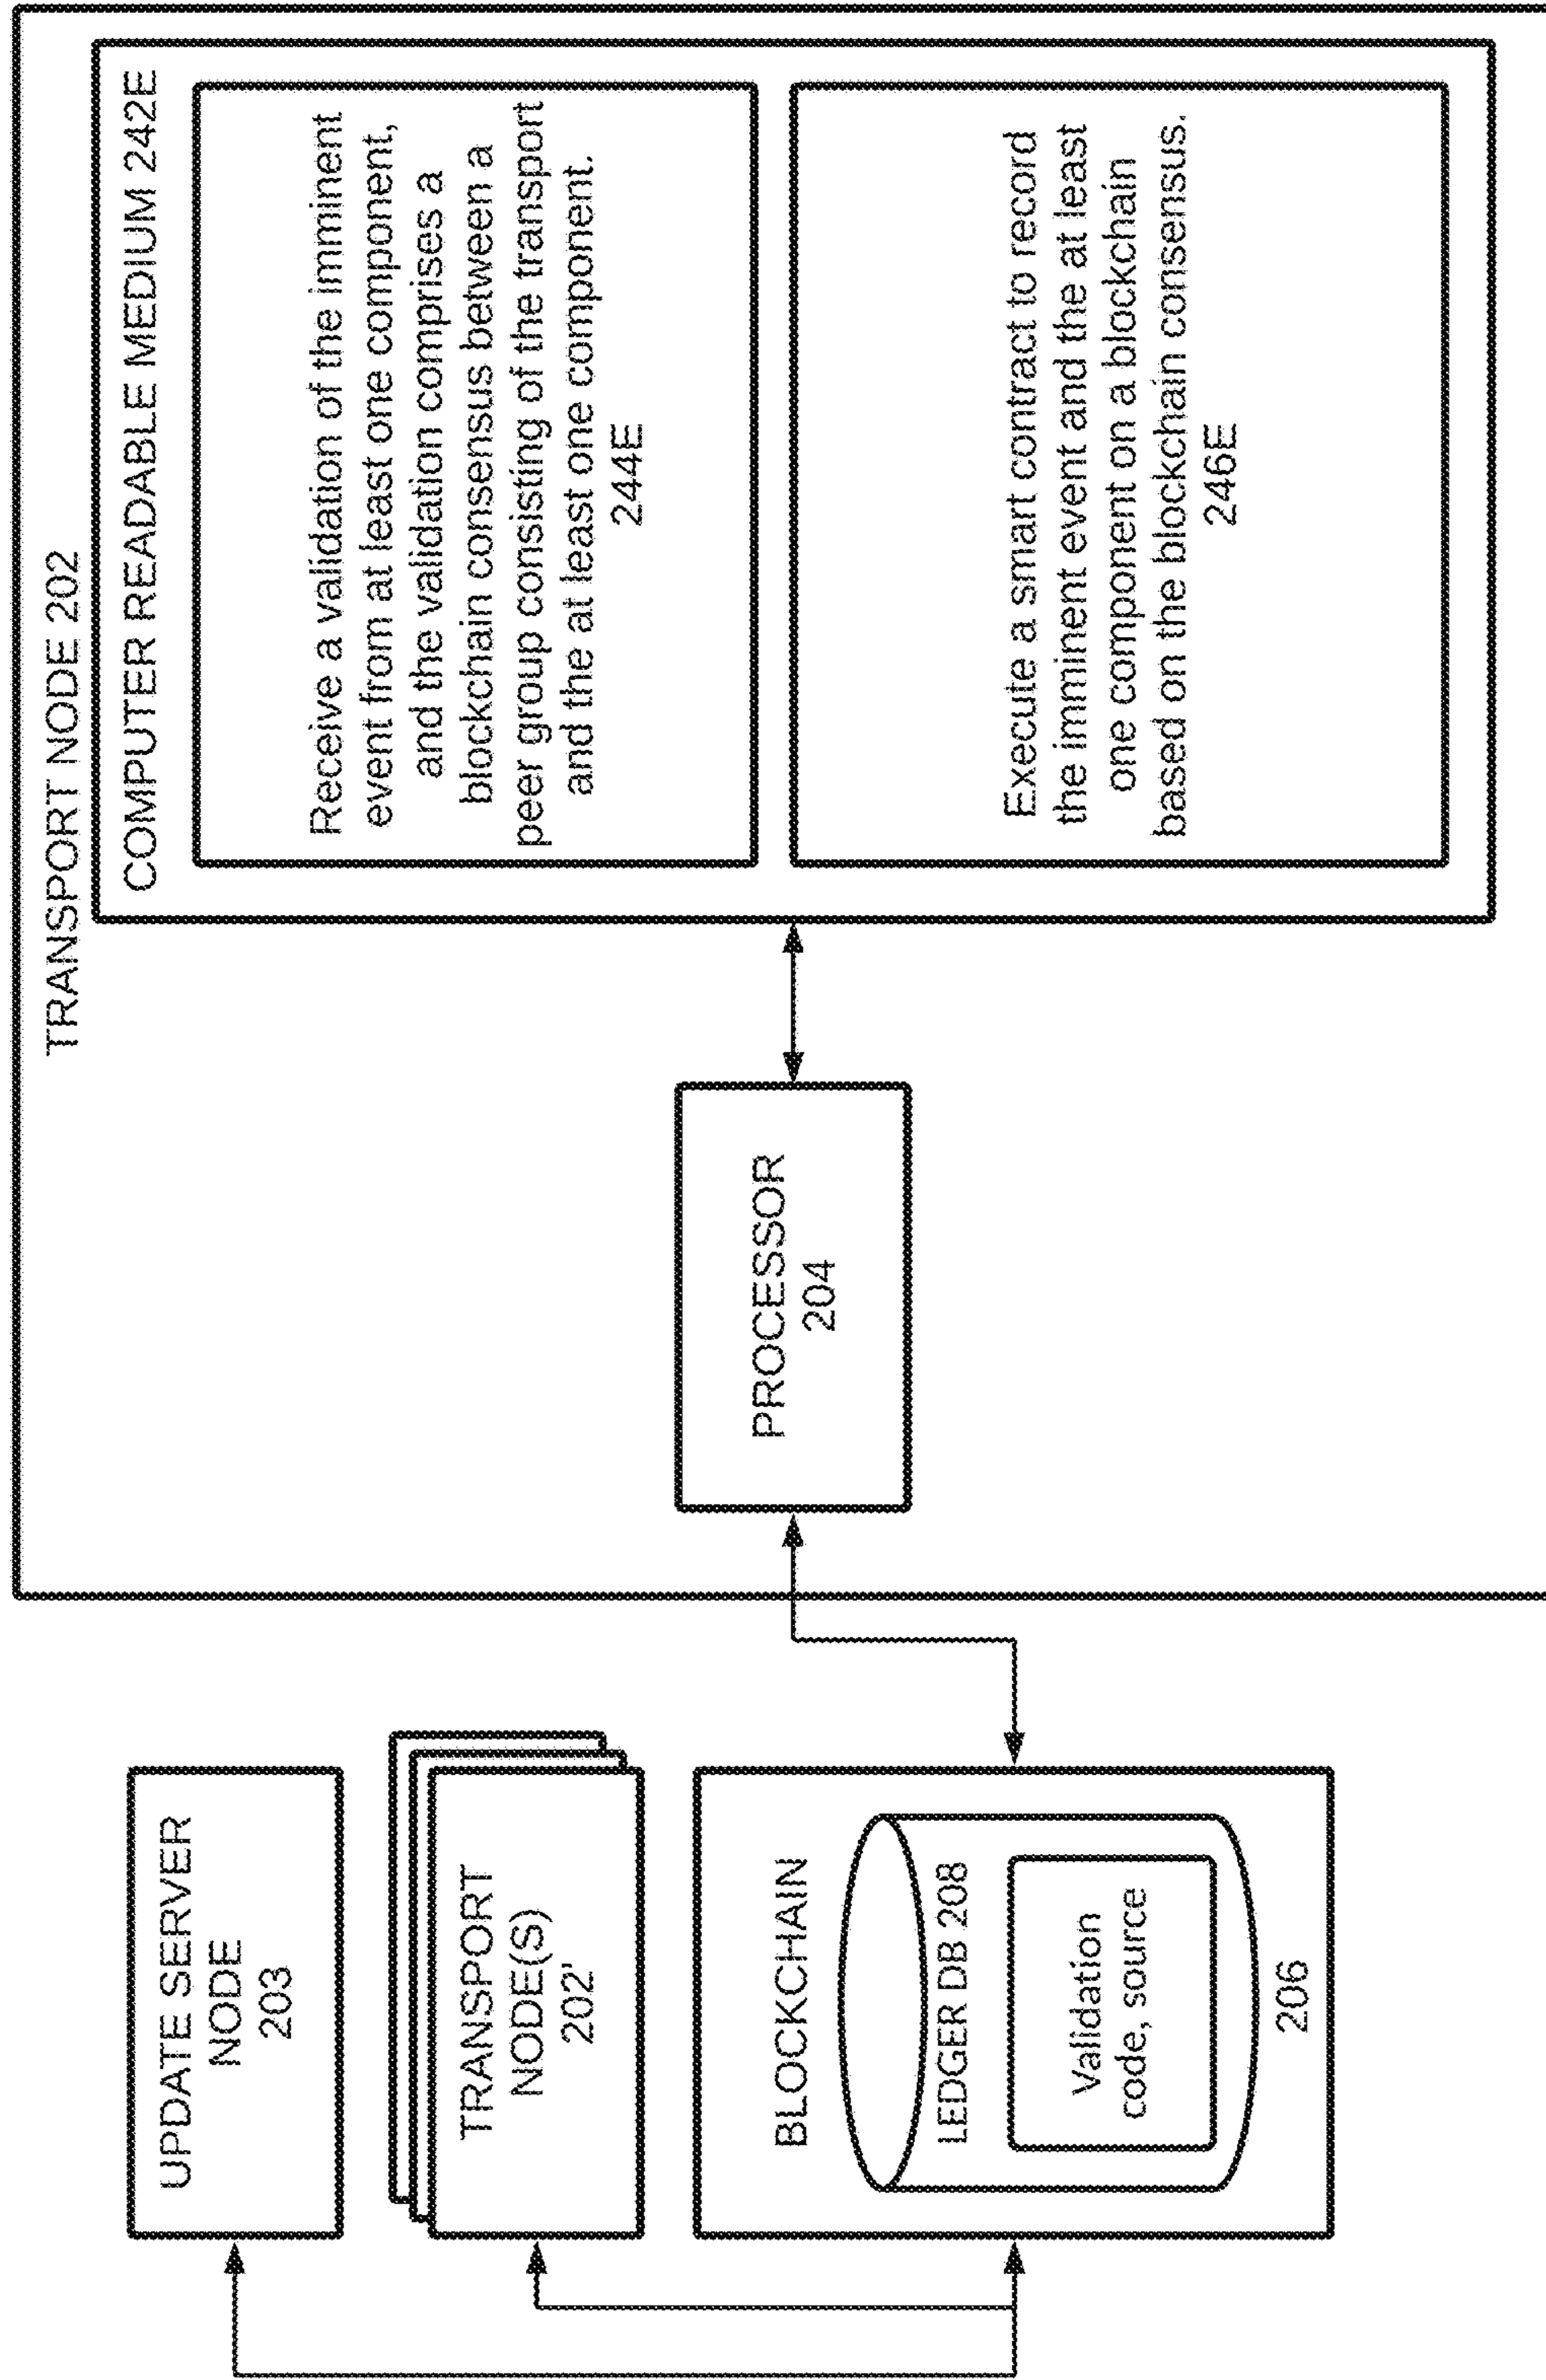 TRANSPORT NODE 202
COMPUTER READABLE MEDIUM 242E
Receive a validation of the imminent
event from at least one component,
and the validation comprises a
blockchain consensus between a
peer group consisting of the transport
and the at least one component.
244E
Execute a smart contract to record
the imminent event and the at least
one component on a blockchain
based on the blockchain consensus.
246E
PROCESSOR
204
UPDATE SERVER
NODE
203
TRANSPORT
NODE(S)
202'
BLOCKCHAIN
LEDGER DB 208
Validation
code, source
206